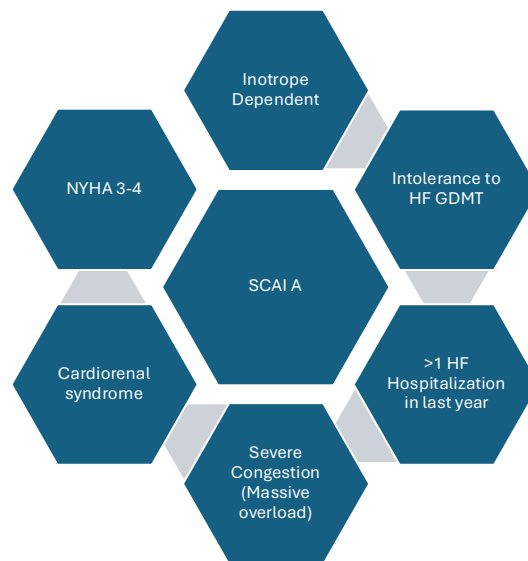 Inotrope
Dependent
Intolerance to
HF GDMT
>1 HF
Hospitalization
in last year
Severe
Congestion
(Massive
overload)
Cardiorenal
syndrome
NYHA 3-4
SCAI A